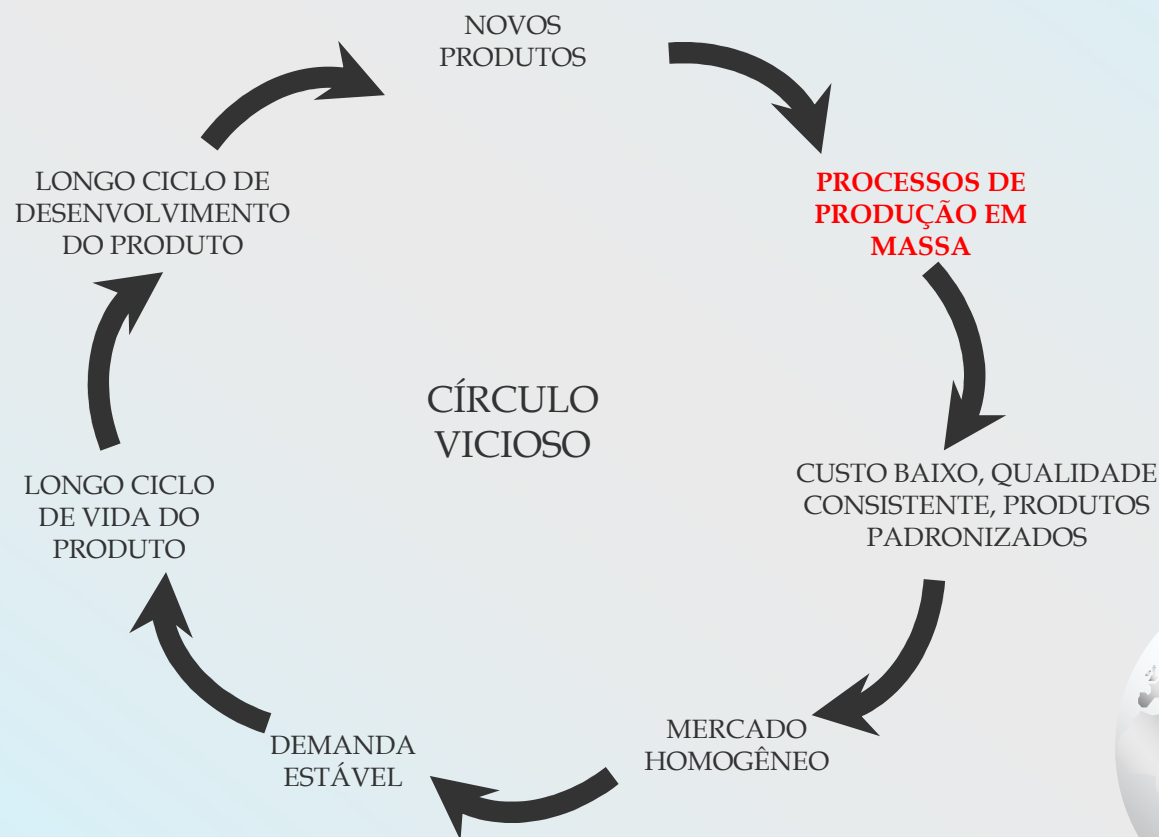 NOVOS
PRODUTOS
PROCESSOS DE
PRODUÇÃO EM
MASSA
CUSTO BAIXO, QUALIDADE
CONSISTENTE, PRODUTOS
PADRONIZADOS
MERCADO
HOMOGÊNEO
DEMANDA
ESTÁVEL
LONGO CICLO
DE VIDA DO
PRODUTO
LONGO CICLO DE
DESENVOLVIMENTO
DO PRODUTO
CÍRCULO
VICIOSO